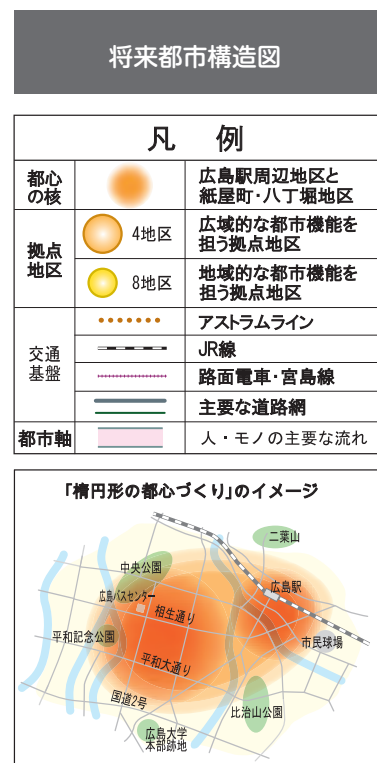 将来都市構造図
凡　例
都心
の核
広島駅周辺地区と
紙屋町・八丁堀地区
拠点
地区
4地区
広域的な都市機能を
担う拠点地区
8地区
地域的な都市機能を
担う拠点地区
交通
基盤
アストラムライン
JR線
路面電車・宮島線
主要な道路網
都市軸
人・モノの主要な流れ
「楕円形の都心づくり」のイメージ
二葉山
中央公園
広島駅
広島バスセンター
相生通り
平和記念公園
市民球場
平和大通り
国道2号
比治山公園
広島大学
本部跡地